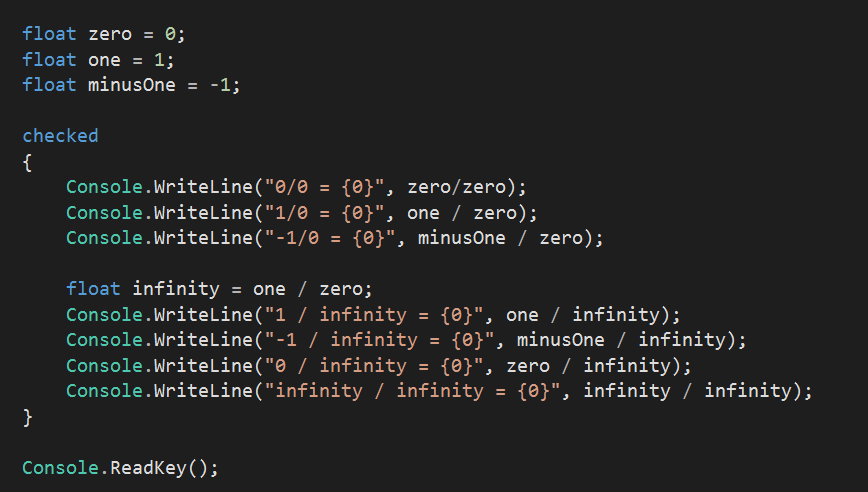 float zero = 0;
float one = 1;
float minusOne = -1;
checked
{
Console.WriteLine("0/0 = {0}", zero/zero);
Console.WriteLine("1/0 = {0}", one / zero);
Console.WriteLine("-1/0 = {0}", minusOne / zero);
float infinity = one / zero;
Console.WriteLine("1 / infinity = {0}", one / infinity);
Console.WriteLine("-1 / infinity = {0}", minusOne / infinity);
Console.WriteLine("0 / infinity = {0}", zero / infinity);
Console.WriteLine("infinity / infinity = {0}", infinity / infinity);
}
Console.ReadKey();